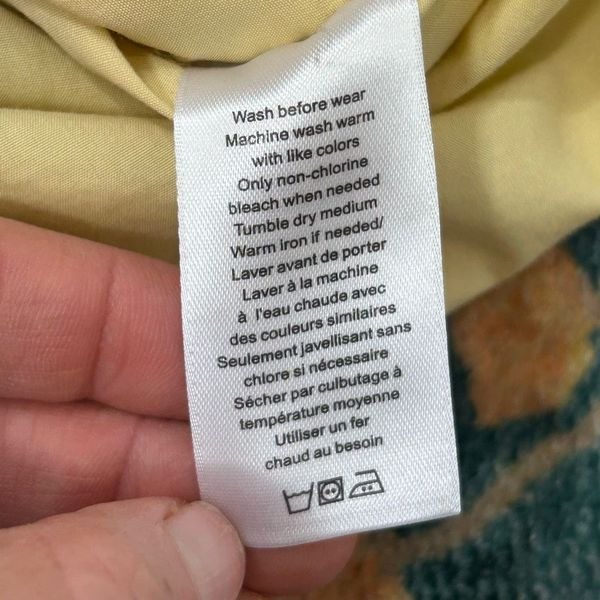 Wash before wear
Machine wash warm
with like colors
Only non-chlorine
bleach when needed
Tumble dry medium
Warm iron if needed/
Laver avant de porter
Laver à la machine
à l'eau chaude avec
des couleurs similaires
Seulement javellisant sans
chlore si nécessaire
Sécher par culbutage à
température moyenne
Utiliser un fer
chaud au besoin